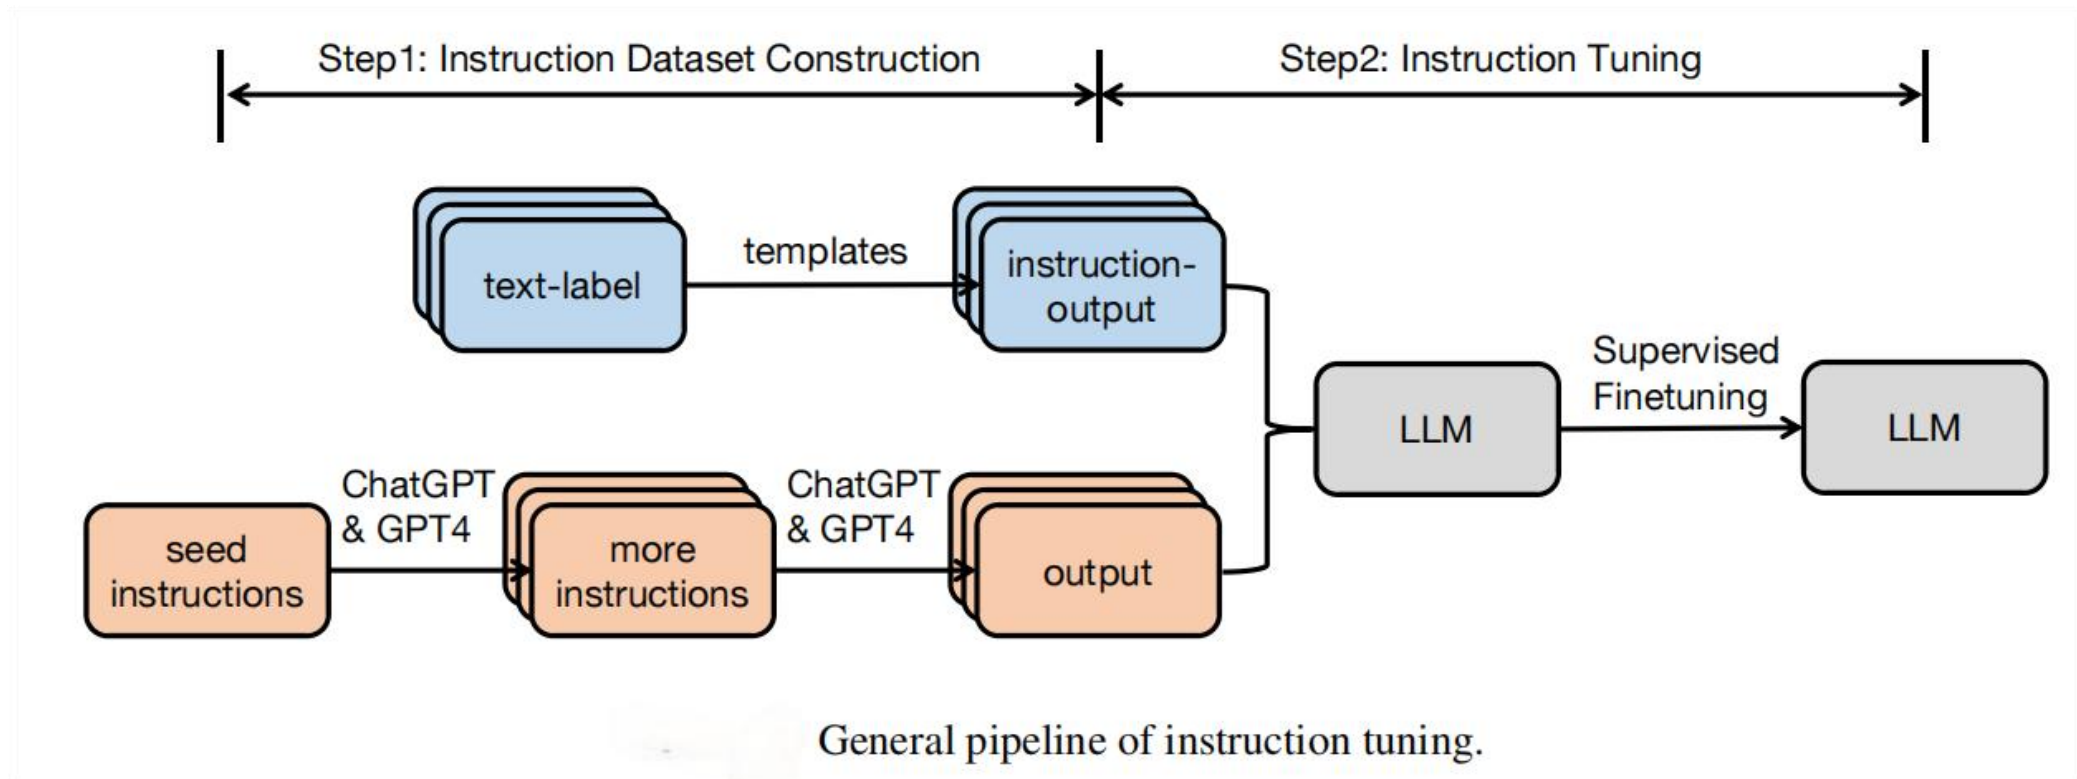 Step1: Instruction Dataset Construction
Step2: Instruction Tuning
text-label
templates
instruction-
output
Supervised
Finetuning
LLM
LLM
seed
instructions
ChatGPT
& GPT4
more
instructions
ChatGPT
& GPT4
output
General pipeline of instruction tuning.